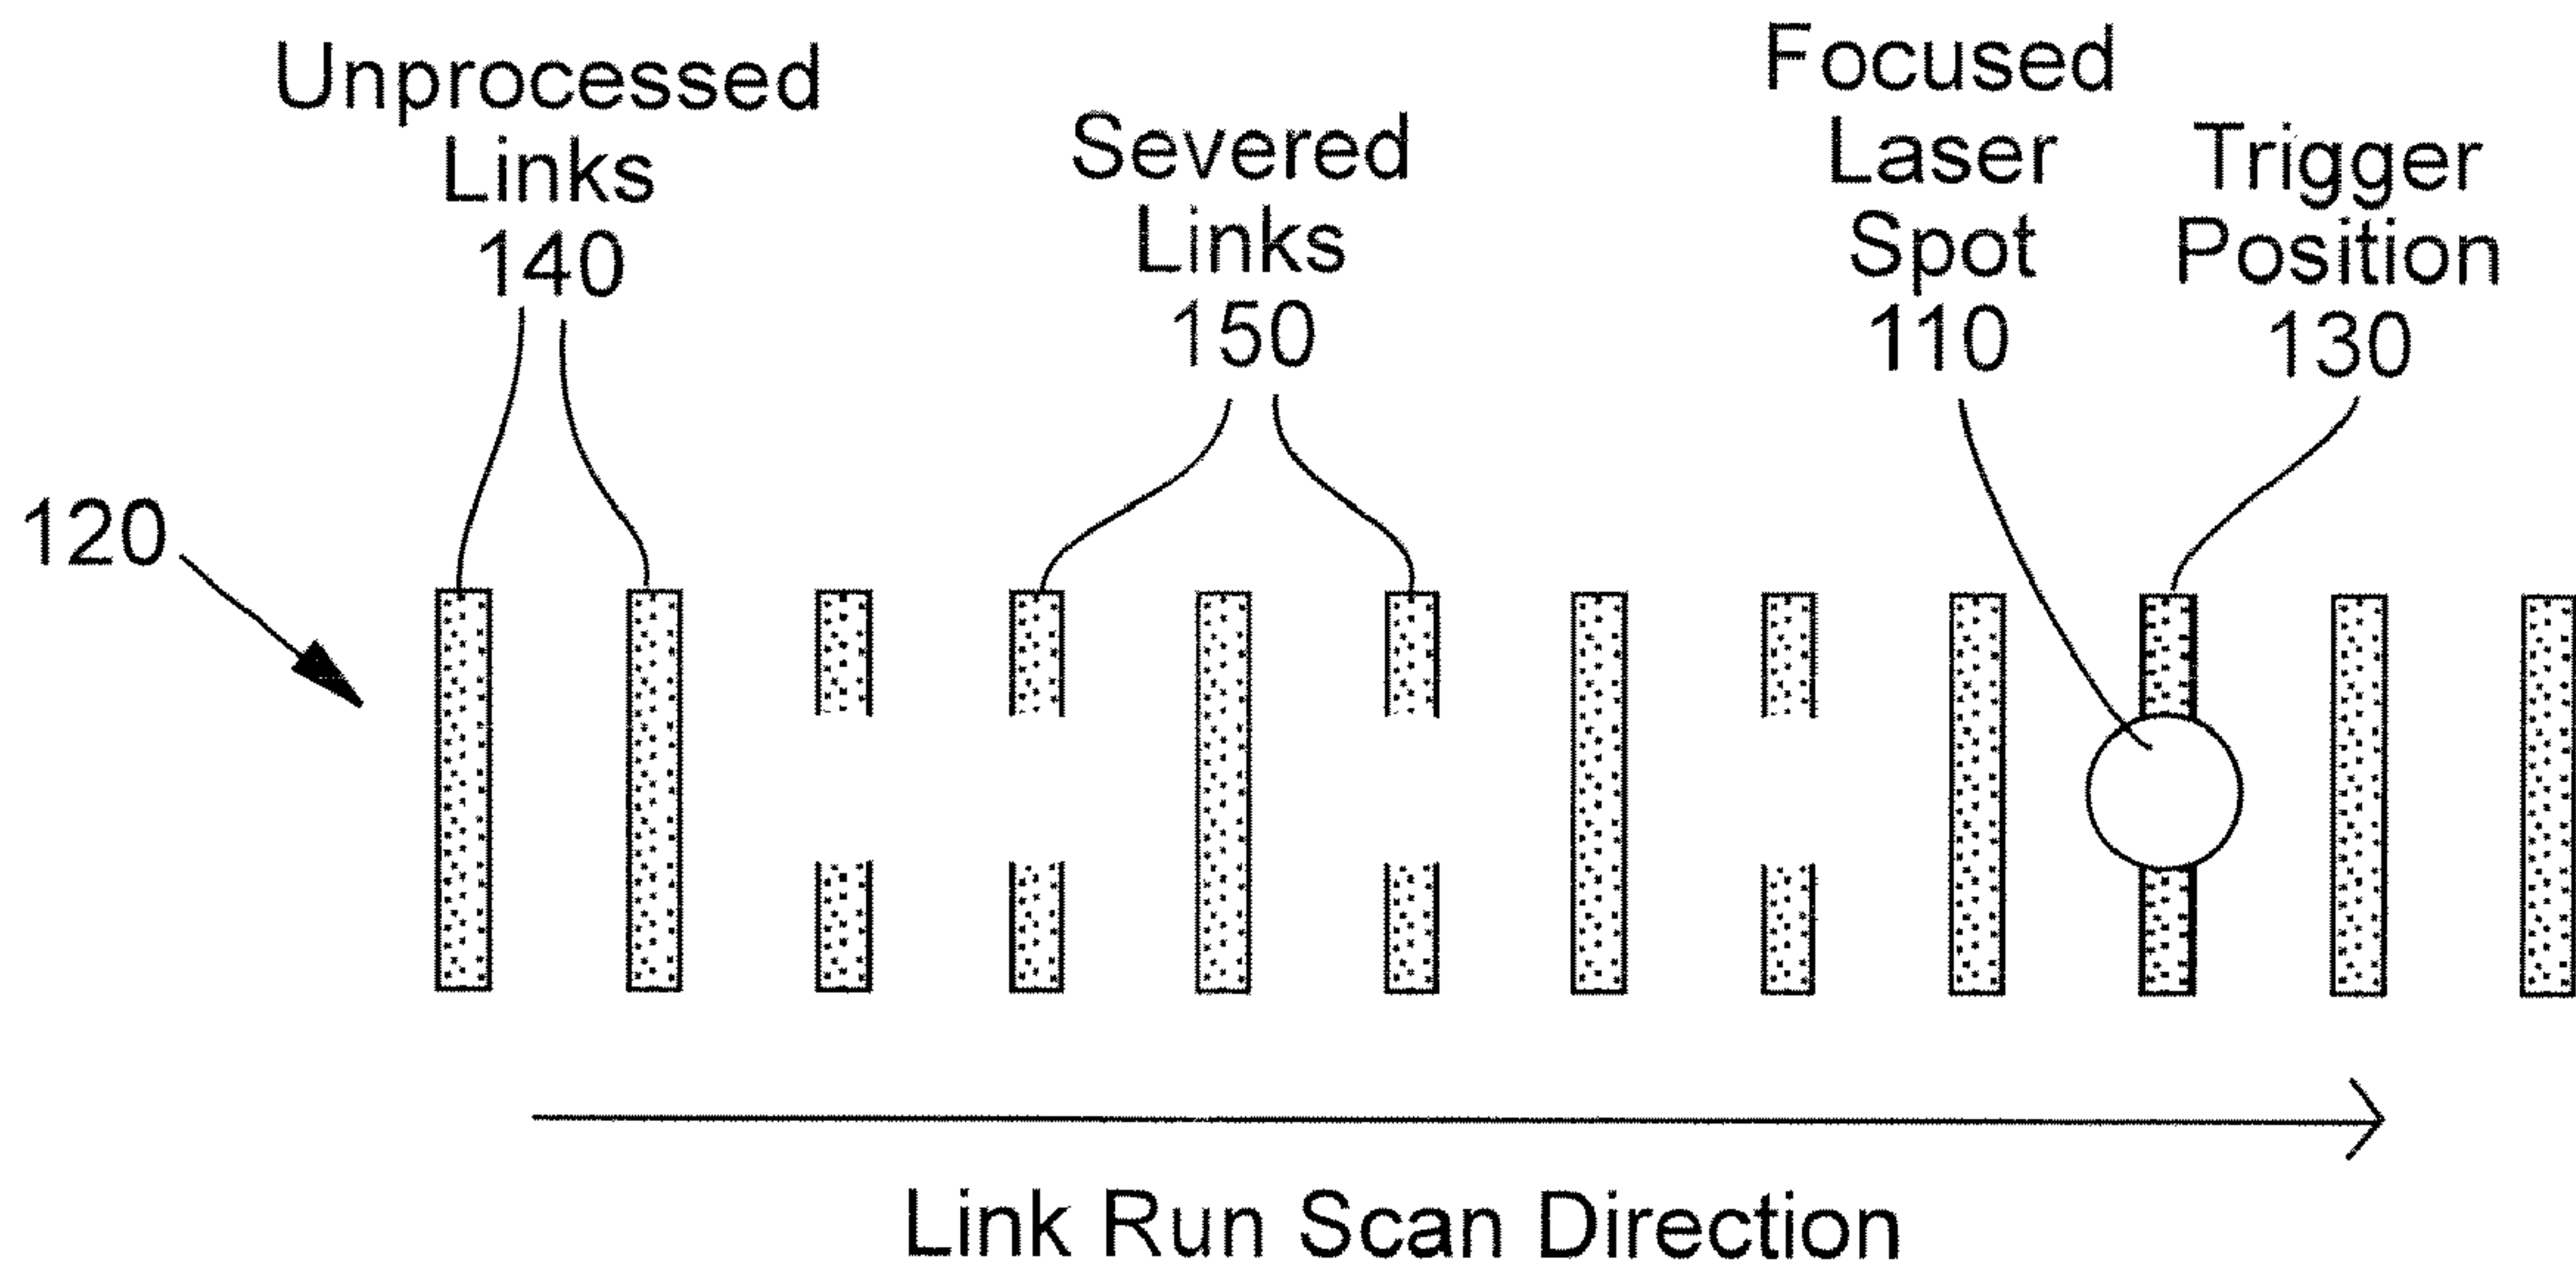 Unprocessed
Links
140
Severed
Links
150
Focused
Laser
Spot
110
Trigger
Position
130
120
Link Run Scan Direction